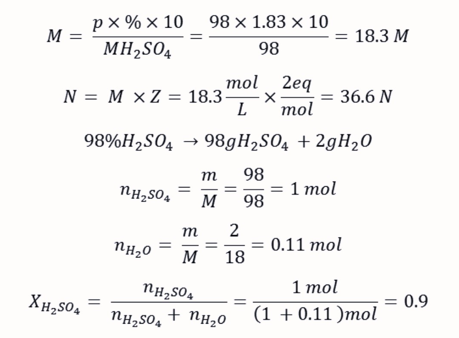 M = p × % × 10 / MH₂SO₄ = 98 × 1.83 × 10 / 98 = 18.3 M
N = M × Z = 18.3 mol / L × 2eq / mol = 36.6 N
98%H₂SO₄ → 98gH₂SO₄ + 2gH₂O
n_H₂SO₄ = m / M = 98 / 98 = 1 mol
n_H₂O = m / M = 2 / 18 = 0.11 mol
X_H₂SO₄ = n_H₂SO₄ / n_H₂SO₄ + n_H₂O = 1 mol / (1 + 0.11 )mol = 0.9